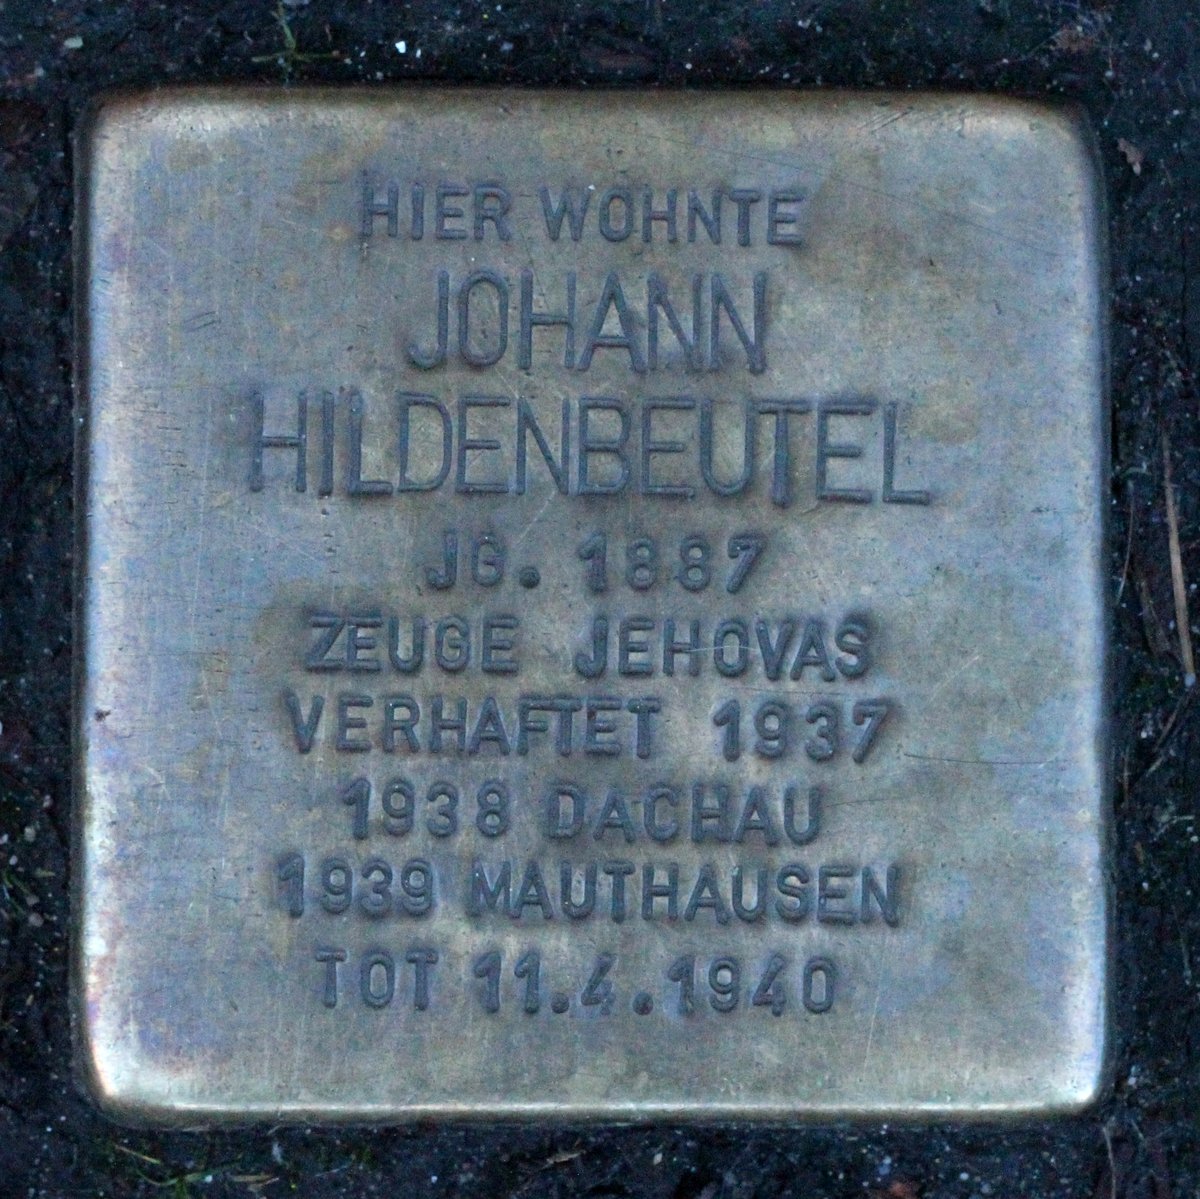 HIER WOHNTE
JOHANN
HILDENBEUTEL
JG. 1887
ZEUGE JEHOVAS
VERHAFTET 1937
1938 DACHAU
1939 MAUTHAUSEN
TOT 11.4.1940